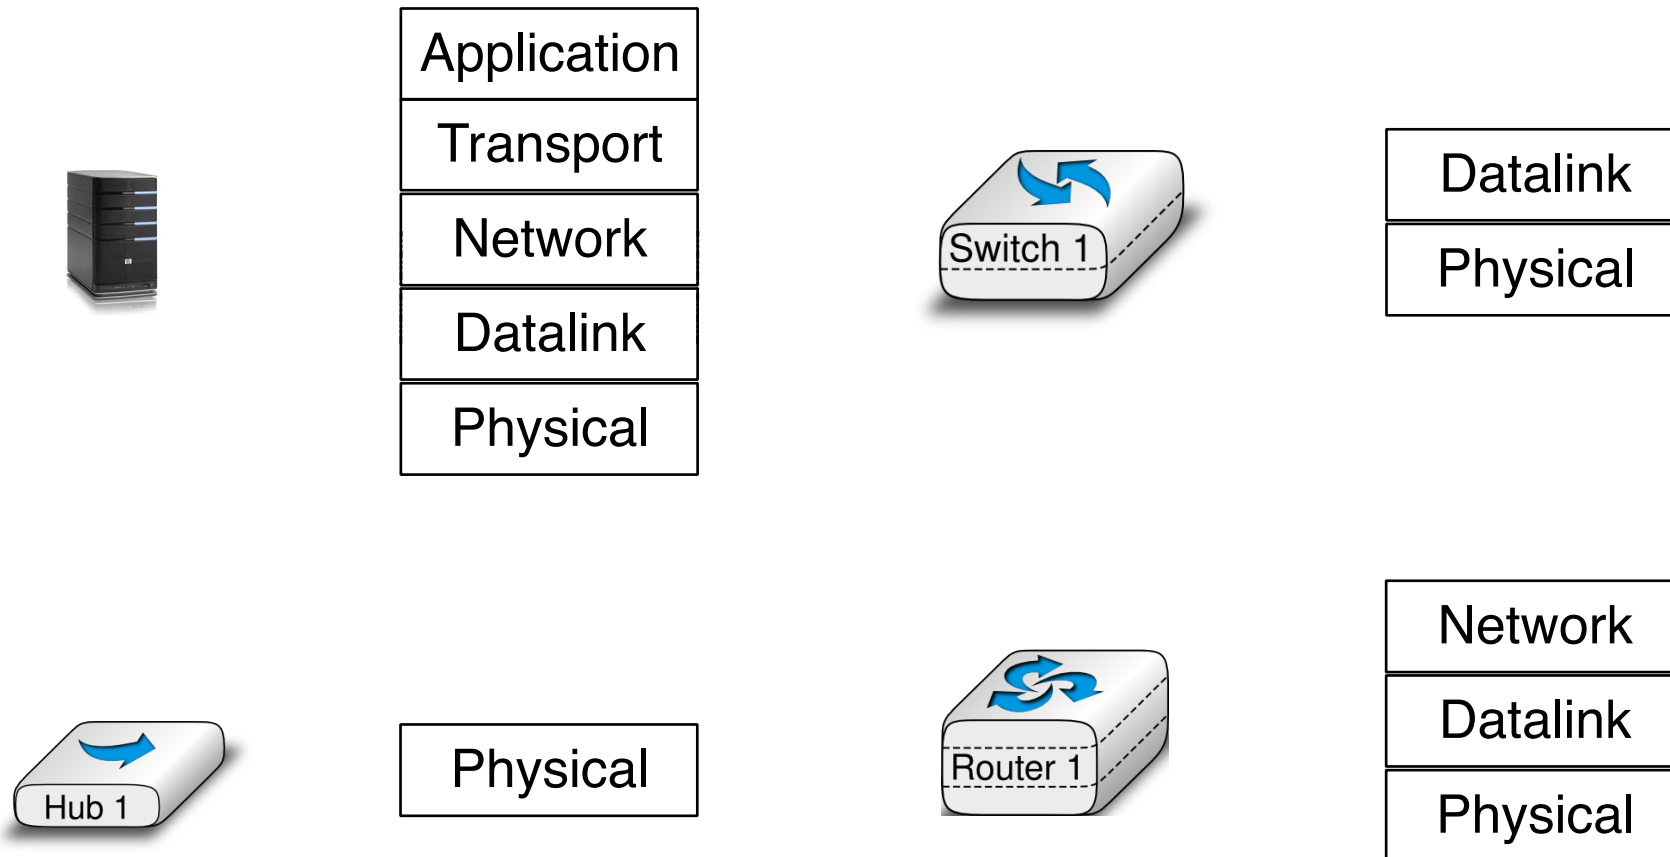 Application
Transport
Network
Datalink
Physical
Switch 1
Datalink
Physical
Hub 1
Physical
Router 1
Network
Datalink
Physical